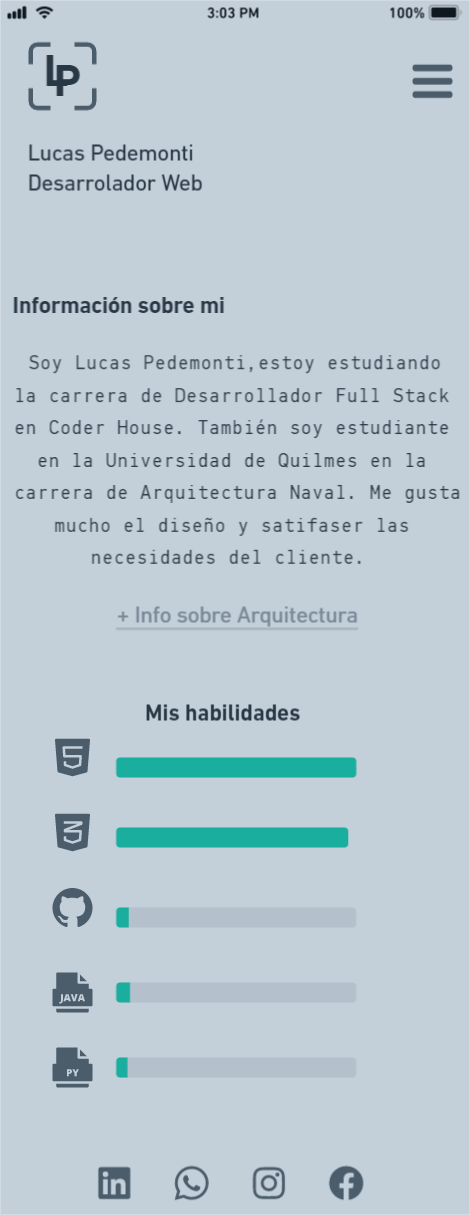 3:03 PM 100%
LP
Lucas Pedemonti
Desarrolador Web
Información sobre mi
Soy Lucas Pedemonti,estoy estudiando
la carrera de Desarrollador Full Stack
en Coder House. También soy estudiante
en la Universidad de Quilmes en la
carrera de Arquitectura Naval. Me gusta
mucho el diseño y satifaser las
necesidades del cliente.
+ Info sobre Arquitectura
Mis habilidades
5
3
JAVA
PY
in